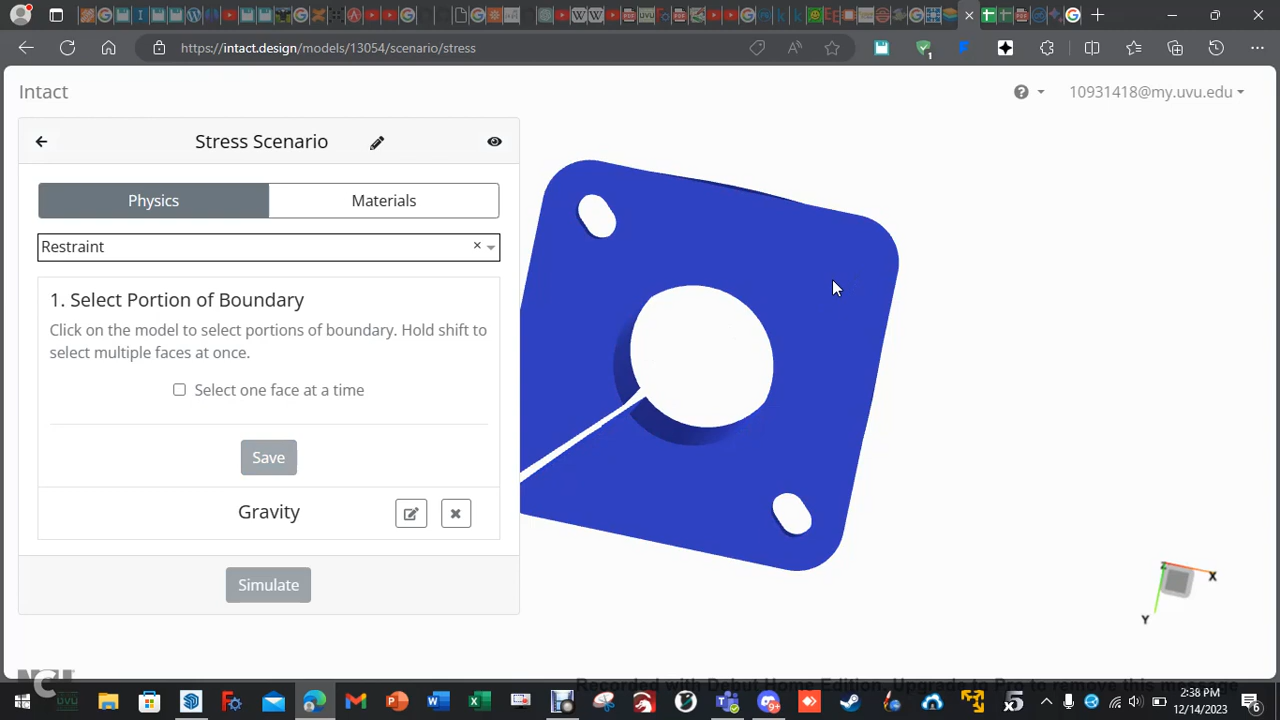 https://intact.design/models/13054/scenario/stress
Intact
10931418@my.uvu.edu
Stress Scenario
Physics
Materials
Restraint
×
1. Select Portion of Boundary
Click on the model to select portions of boundary. Hold shift to
select multiple faces at once.
Select one face at a time
Save
Gravity
Simulate
Z
X
Y
Recorded with Debut Home Edition. Upgrade to Pro to remove this message
2:38 PM
12/14/2023